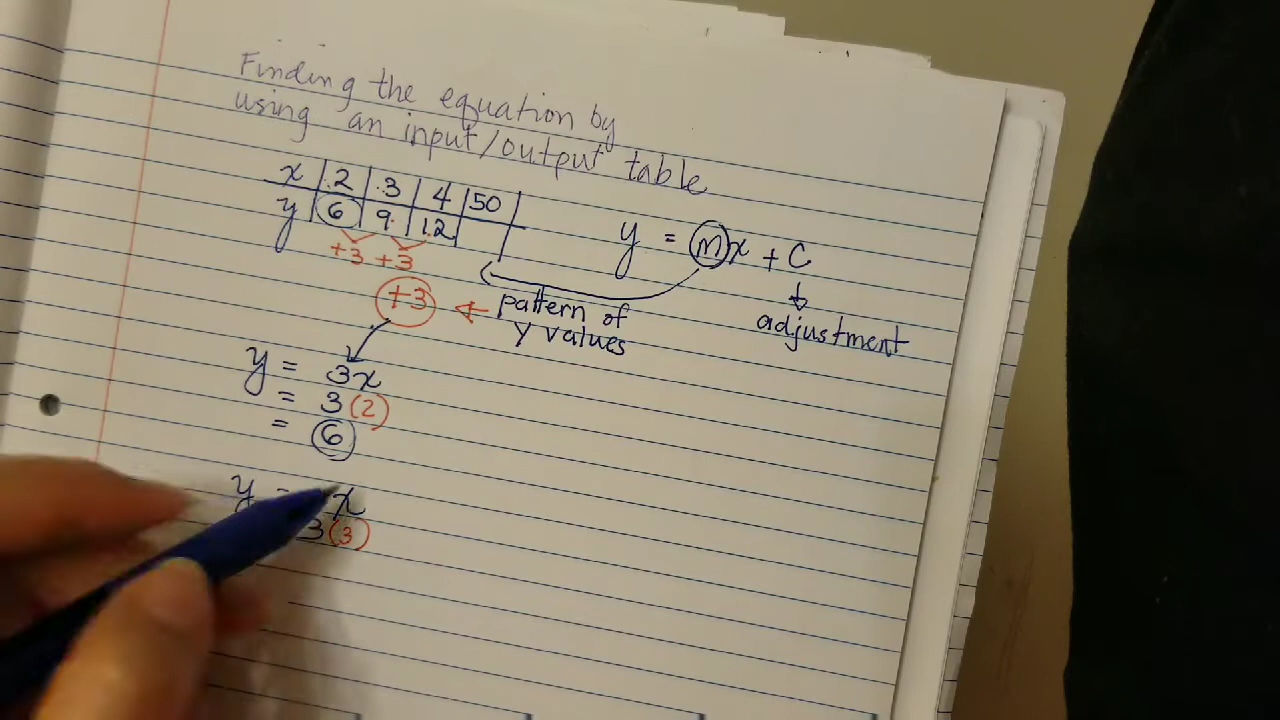 Finding the equation by
using an input/output table
x 2 3 4 50
y 6 9 12
+3 +3
y = mx + c
+3
pattern of
y values
adjustment
y = 3x
= 3(2)
= 6
y = x
3(3)